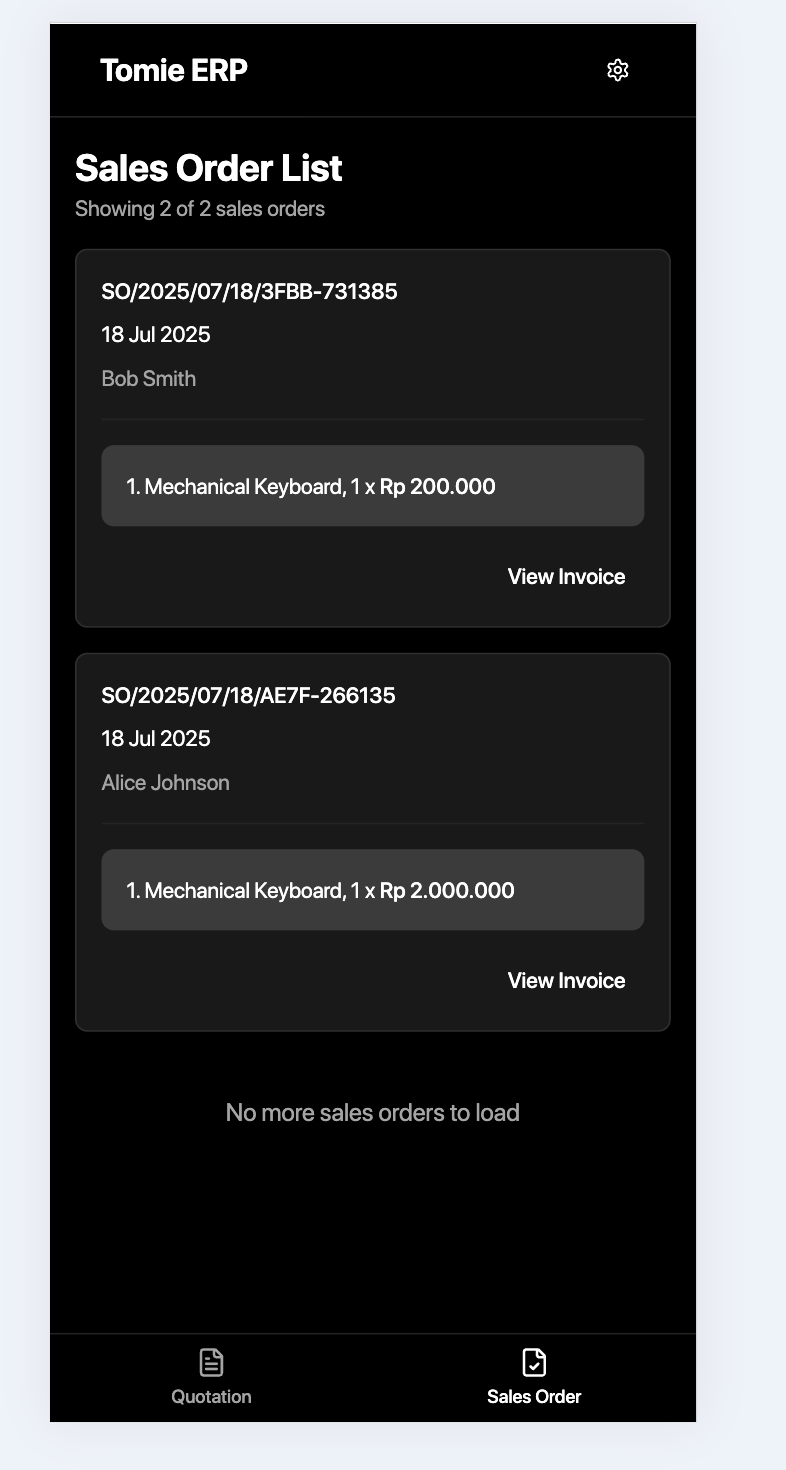 Tomie ERP
Sales Order List
Showing 2 of 2 sales orders
SO/2025/07/18/3FBB-731385
18 Jul 2025
Bob Smith
1. Mechanical Keyboard, 1 x Rp 200.000
View Invoice
SO/2025/07/18/AE7F-266135
18 Jul 2025
Alice Johnson
1. Mechanical Keyboard, 1 x Rp 2.000.000
View Invoice
No more sales orders to load
Quotation
Sales Order